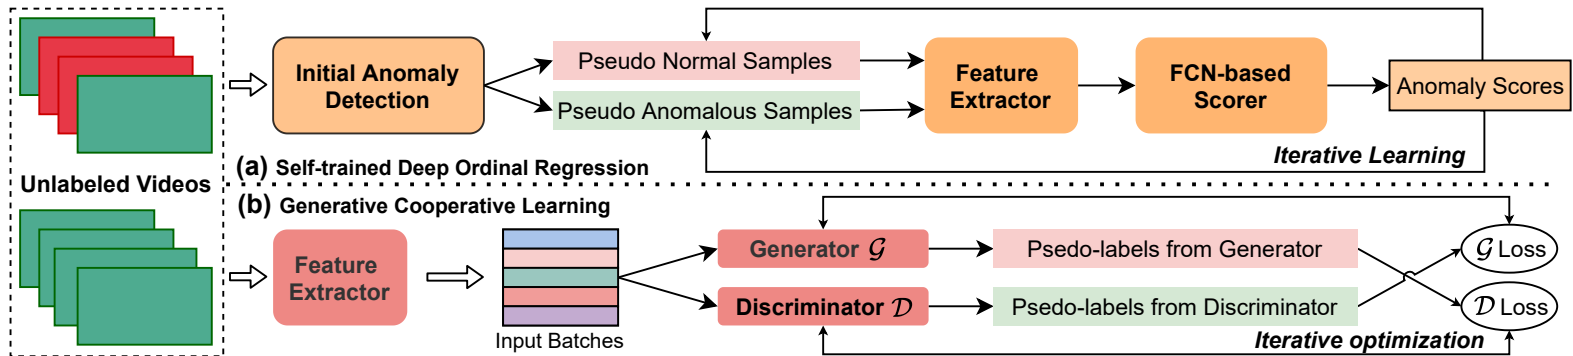 Unlabeled Videos
Initial Anomaly
Detection
Pseudo Normal Samples
Pseudo Anomalous Samples
Feature
Extractor
FCN-based
Scorer
Anomaly Scores
Iterative Learning
(a) Self-trained Deep Ordinal Regression
(b) Generative Cooperative Learning
Feature
Extractor
Input Batches
Generator 𝒢
Discriminator 𝒟
Psedo-labels from Generator
Psedo-labels from Discriminator
𝒢 Loss
𝒟 Loss
Iterative optimization